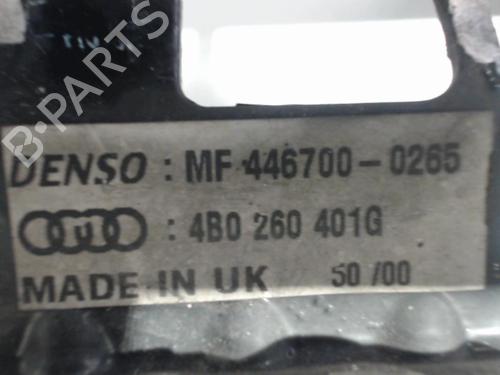 B-PARTS
DENSO : MF 446700-0265
: 4B0 260 401G
MADE IN UK 50/00